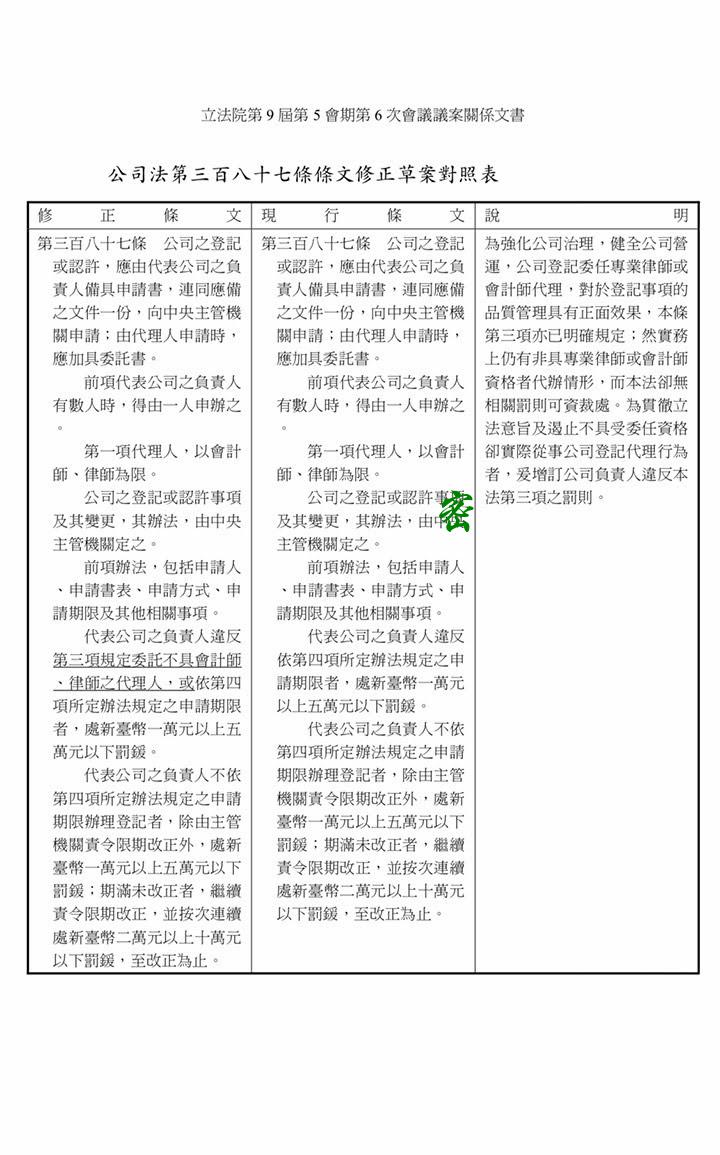 立法院第 9 屆第 5 會期第 6 次會議議案關係文書
公司法第三百八十七條條文修正草案對照表
修正條文
第三百八十七條　公司之登記
或認許，應由代表公司之負
責人備具申請書，連同應備
之文件一份，向中央主管機
關申請；由代理人申請時，
應加具委託書。
前項代表公司之負責人
有數人時，得由一人申辦之
。
第一項代理人，以會計
師、律師為限。
公司之登記或認許事項
及其變更，其辦法，由中央
主管機關定之。
前項辦法，包括申請人
、申請書表、申請方式、申
請期限及其他相關事項。
代表公司之負責人違反
第三項規定委託不具會計師
、律師之代理人，或依第四
項所定辦法規定之申請期限
者，處新臺幣一萬元以上五
萬元以下罰鍰。
代表公司之負責人不依
第四項所定辦法規定之申請
期限辦理登記者，除由主管
機關責令限期改正外，處新
臺幣一萬元以上五萬元以下
罰鍰；期滿未改正者，繼續
責令限期改正，並按次連續
處新臺幣二萬元以上十萬元
以下罰鍰，至改正為止。
現行條文
第三百八十七條　公司之登記
或認許，應由代表公司之負
責人備具申請書，連同應備
之文件一份，向中央主管機
關申請；由代理人申請時，
應加具委託書。
前項代表公司之負責人
有數人時，得由一人申辦之
。
第一項代理人，以會計
師、律師為限。
公司之登記或認許事項
及其變更，其辦法，由中央
主管機關定之。
前項辦法，包括申請人
、申請書表、申請方式、申
請期限及其他相關事項。
代表公司之負責人違反
依第四項所定辦法規定之申
請期限者，處新臺幣一萬元
以上五萬元以下罰鍰。
代表公司之負責人不依
第四項所定辦法規定之申請
期限辦理登記者，除由主管
機關責令限期改正外，處新
臺幣一萬元以上五萬元以下
罰鍰；期滿未改正者，繼續
責令限期改正，並按次連續
處新臺幣二萬元以上十萬元
以下罰鍰，至改正為止。
密
說明
為強化公司治理，健全公司營
運，公司登記委任專業律師或
會計師代理，對於登記事項的
品質管理具有正面效果，本條
第三項亦已明確規定；然實務
上仍有非具專業律師或會計師
資格者代辦情形，而本法卻無
相關罰則可資裁處。為貫徹立
法意旨及遏止不具受委任資格
卻實際從事公司登記代理行為
者，爰增訂公司負責人違反本
法第三項之罰則。